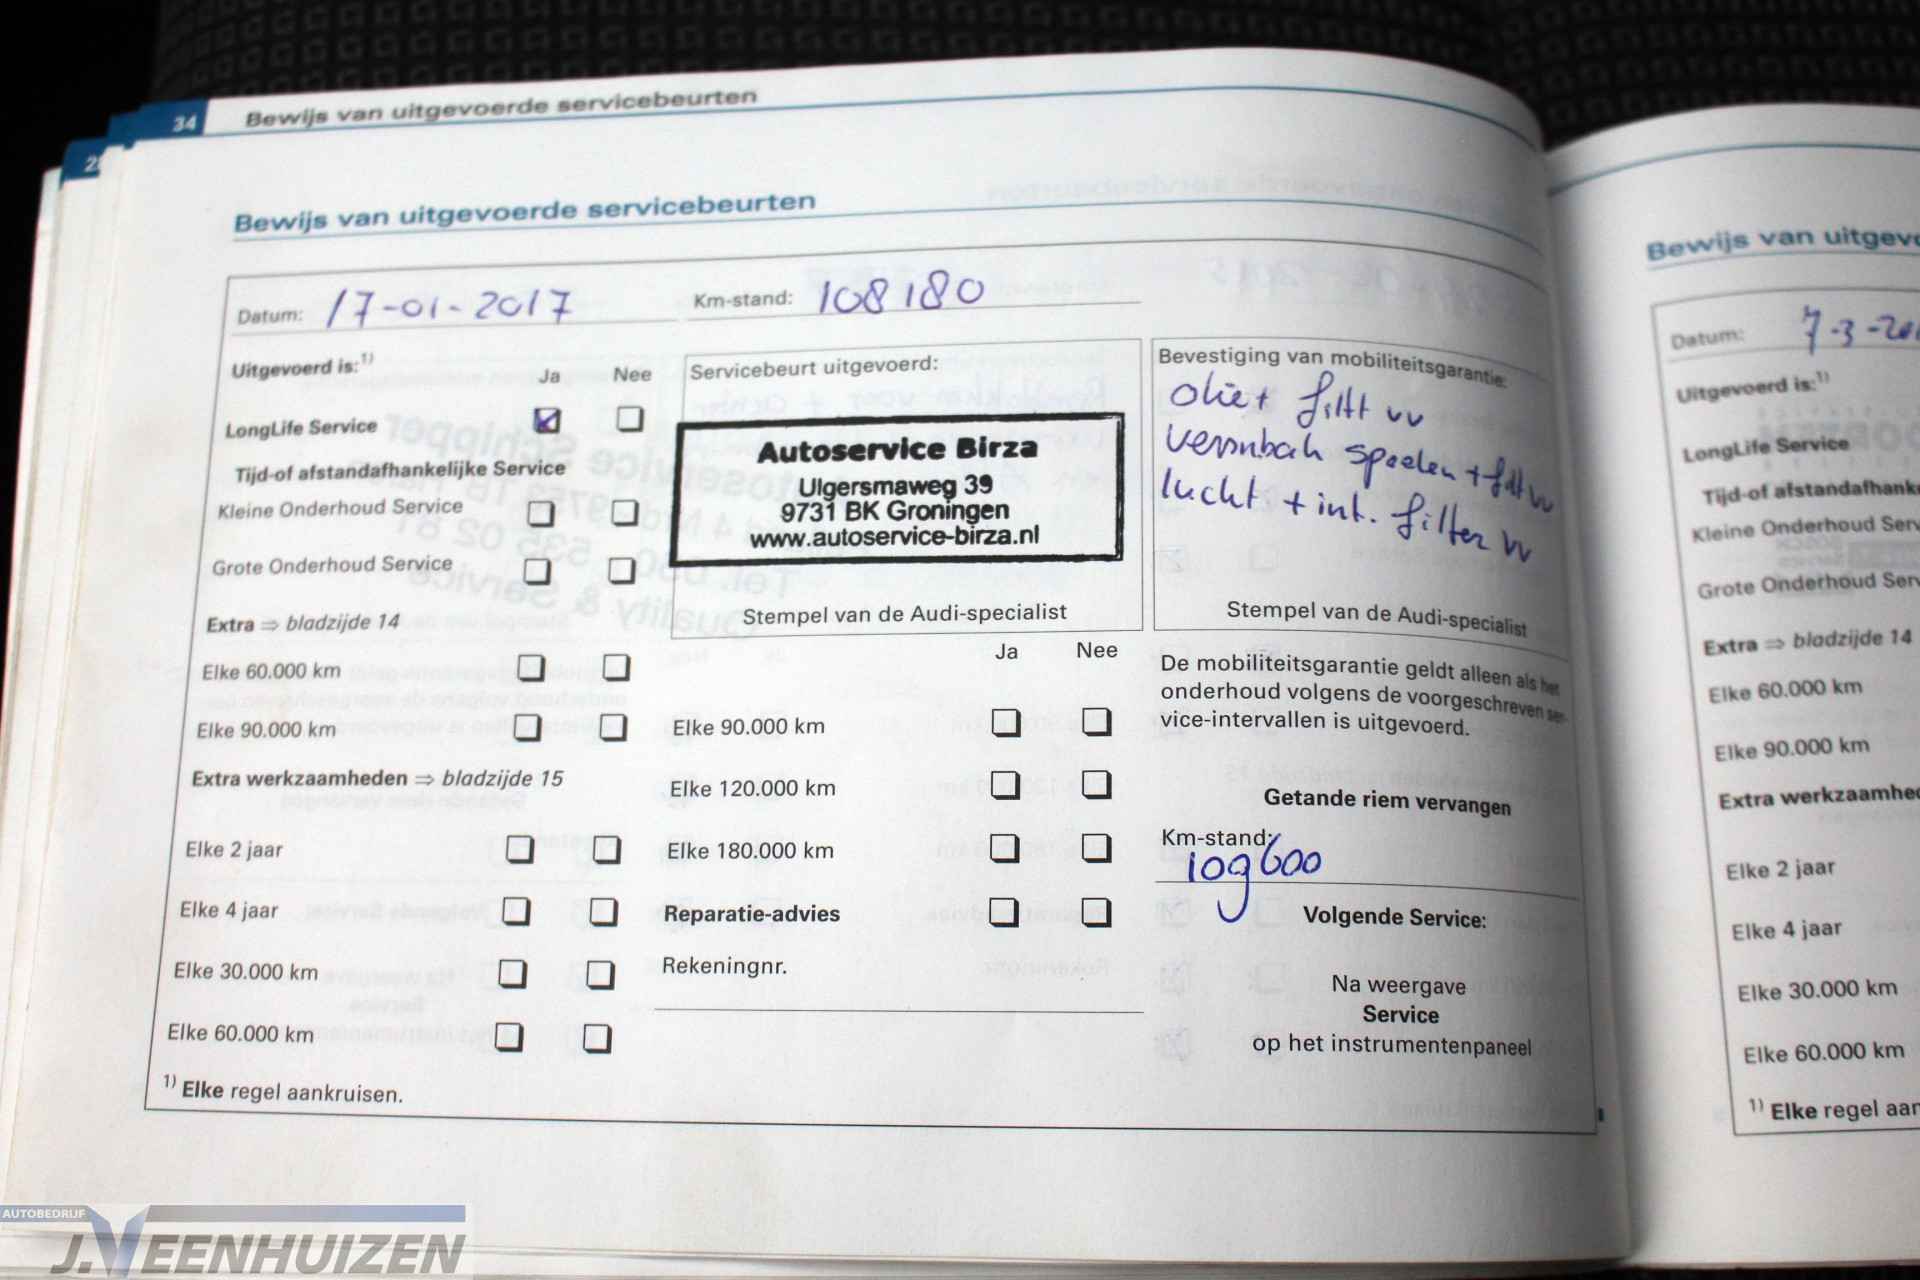 34 Bewijs van uitgevoerde servicebeurten
Bewijs van uitgevoerde servicebeurten
Datum: 17-01-2017 Km-stand: 108180
Uitgevoerd is:1)
Ja Nee
LongLife Service
Tijd-of afstandafhankelijke Service
Kleine Onderhoud Service
Grote Onderhoud Service
Extra ⇒ bladzijde 14
Elke 60.000 km
Elke 90.000 km
Extra werkzaamheden ⇒ bladzijde 15
Elke 2 jaar
Elke 4 jaar
Elke 30.000 km
Elke 60.000 km
1) Elke regel aankruisen.
Servicebeurt uitgevoerd:
Autoservice Birza
Ulgersmaweg 39
9731 BK Groningen
www.autoservice-birza.nl
Stempel van de Audi-specialist
Ja Nee
Elke 90.000 km
Elke 120.000 km
Elke 180.000 km
Reparatie-advies
Rekeningnr.
Bevestiging van mobiliteitsgarantie:
olie+ filt vv
spoelen + filt vv
lucht + int. filter vv
Stempel van de Audi-specialist
De mobiliteitsgarantie geldt alleen als het
onderhoud volgens de voorgeschreven ser-
vice-intervallen is uitgevoerd.
Getande riem vervangen
Km-stand:
109600
Volgende Service:
Na weergave
Service
op het instrumentenpaneel
Bewijs van uitgevo
Datum: 7-3-20
Uitgevoerd is:1)
LongLife Service
Tijd-of afstandafhanke
Kleine Onderhoud Serv
Grote Onderhoud Serv
Extra ⇒ bladzijde 14
Elke 60.000 km
Elke 90.000 km
Extra werkzaamhe
Elke 2 jaar
Elke 4 jaar
Elke 30.000 km
Elke 60.000 km
1) Elke regel aan
AUTOBEDRIJF
J.VEENHUIZEN